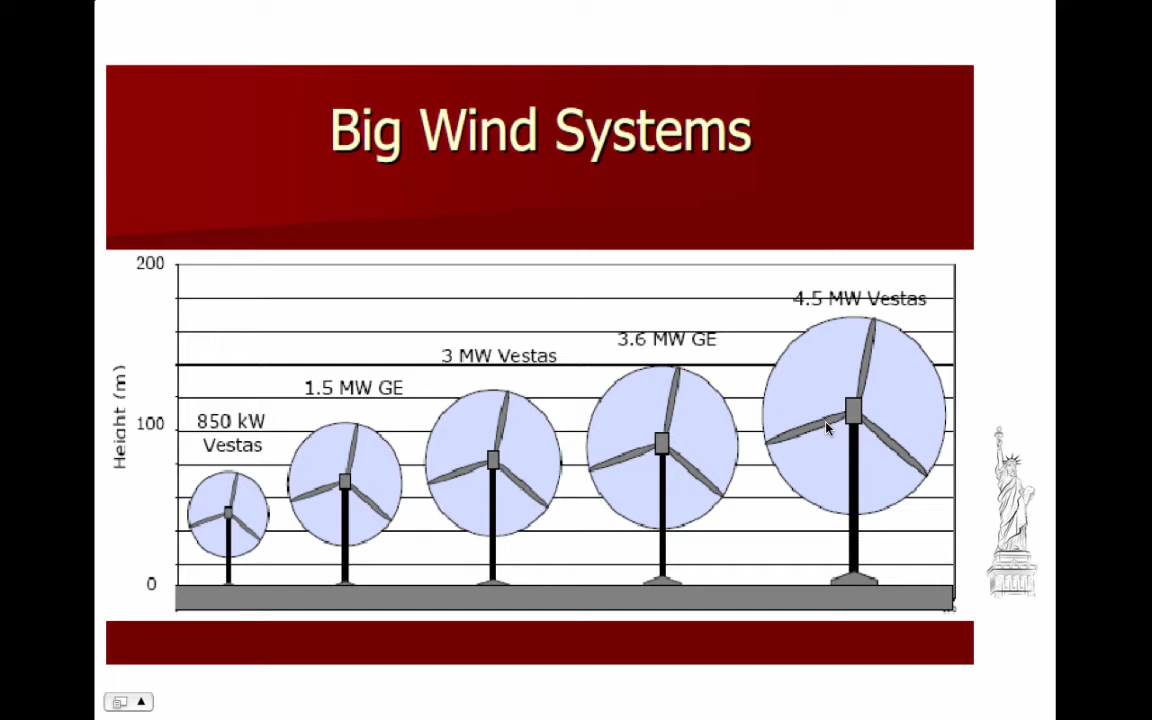 Big Wind Systems
200
4.5 MW Vestas
3.6 MW GE
3 MW Vestas
1.5 MW GE
850 kW
Vestas
100
Height (m)
0